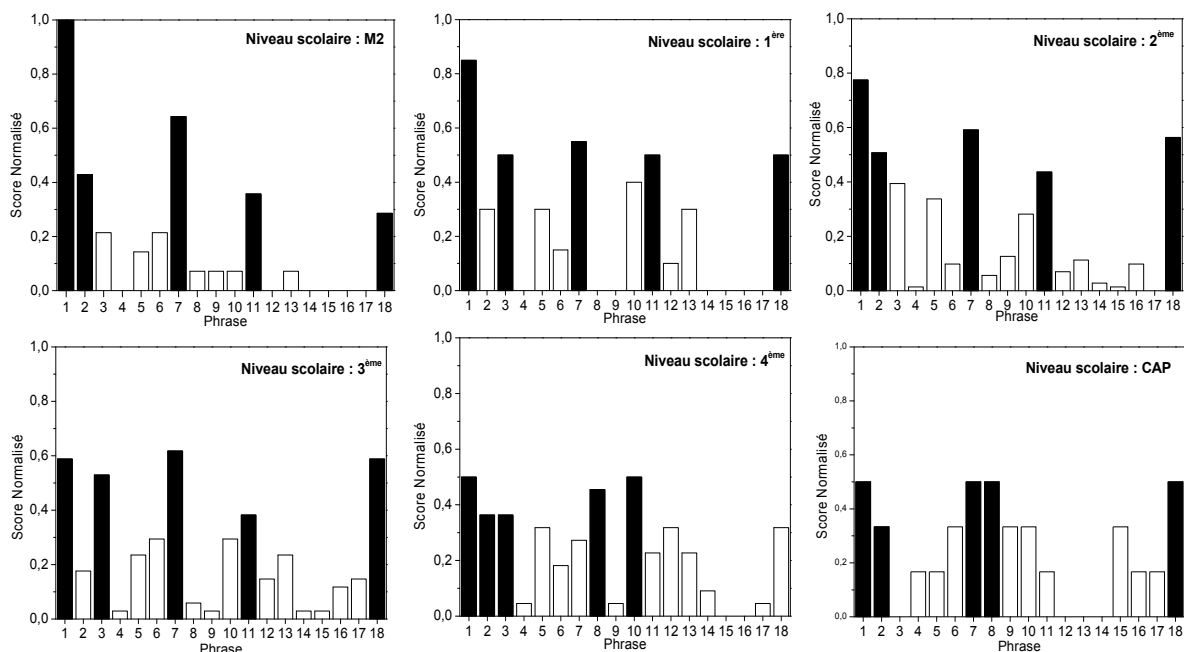 Niveau scolaire : M2
Score Normalisé
1,0
0,8
0,6
0,4
0,2
0,0
1 2 3 4 5 6 7 8 9 10 11 12 13 14 15 16 17 18
Phrase
Niveau scolaire : 1ère
Score Normalisé
1,0
0,8
0,6
0,4
0,2
0,0
1 2 3 4 5 6 7 8 9 10 11 12 13 14 15 16 17 18
Phrase
Niveau scolaire : 2ème
Score Normalisé
1,0
0,8
0,6
0,4
0,2
0,0
1 2 3 4 5 6 7 8 9 10 11 12 13 14 15 16 17 18
Phrase
Niveau scolaire : 3ème
Score Normalisé
1,0
0,8
0,6
0,4
0,2
0,0
1 2 3 4 5 6 7 8 9 10 11 12 13 14 15 16 17 18
Phrase
Niveau scolaire : 4ème
Score Normalisé
1,0
0,8
0,6
0,4
0,2
0,0
1 2 3 4 5 6 7 8 9 10 11 12 13 14 15 16 17 18
Phrase
Niveau scolaire : CAP
Score Normalisé
1,0
0,8
0,6
0,4
0,2
0,0
1 2 3 4 5 6 7 8 9 10 11 12 13 14 15 16 17 18
Phrase